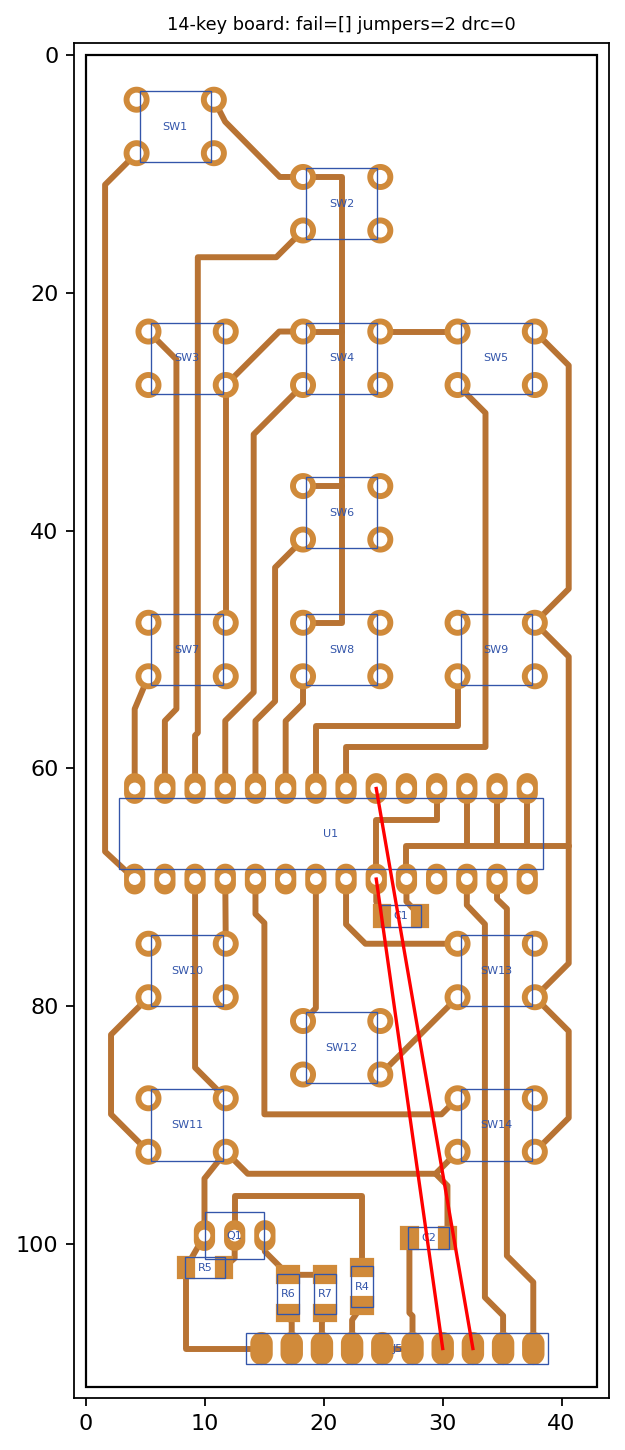 14-key board: fail=[] jumpers=2 drc=0
0
SW1
SW2
20
SW3 SW4 SW5
40
SW6
SW7 SW8 SW9
60
U1
C1
80
SW10 SW13
SW12
SW11 SW14
100
Q1 C2
R5
R6 R7 R4
0 10 20 30 40